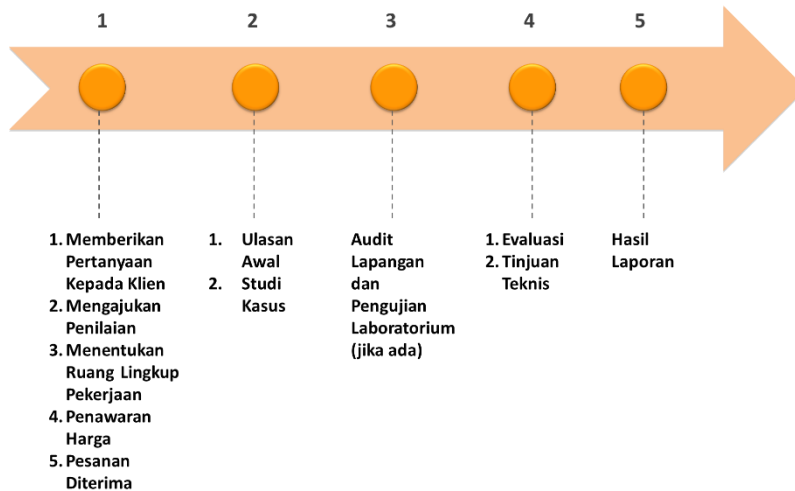 1 2 3 4 5
1. Memberikan
Pertanyaan
Kepada Klien
2. Mengajukan
Penilaian
3. Menentukan
Ruang Lingkup
Pekerjaan
4. Penawaran
Harga
5. Pesanan
Diterima
1. Ulasan
Awal
2. Studi
Kasus
Audit
Lapangan
dan
Pengujian
Laboratorium
(jika ada)
1. Evaluasi
2. Tinjuan
Teknis
Hasil
Laporan